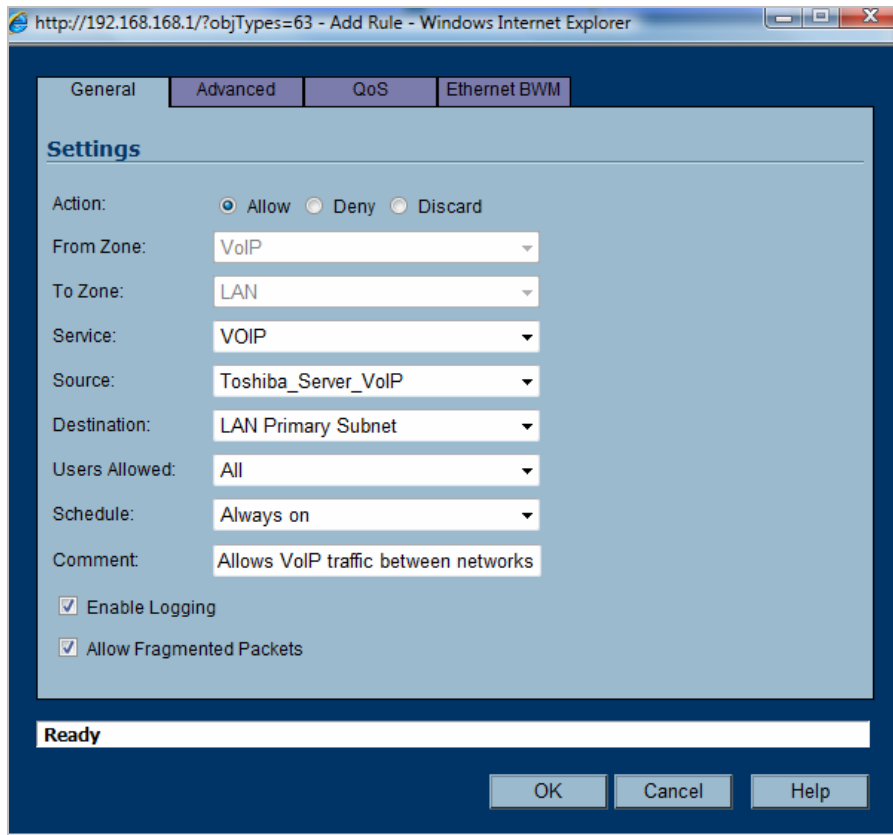 http://192.168.168.1/?objTypes=63 - Add Rule - Windows Internet Explorer
General Advanced QoS Ethernet BWM
Settings
Action: Allow Deny Discard
From Zone: VoIP
To Zone: LAN
Service: VOIP
Source: Toshiba_Server_VoIP
Destination: LAN Primary Subnet
Users Allowed: All
Schedule: Always on
Comment: Allows VoIP traffic between networks
Enable Logging
Allow Fragmented Packets
Ready
OK Cancel Help